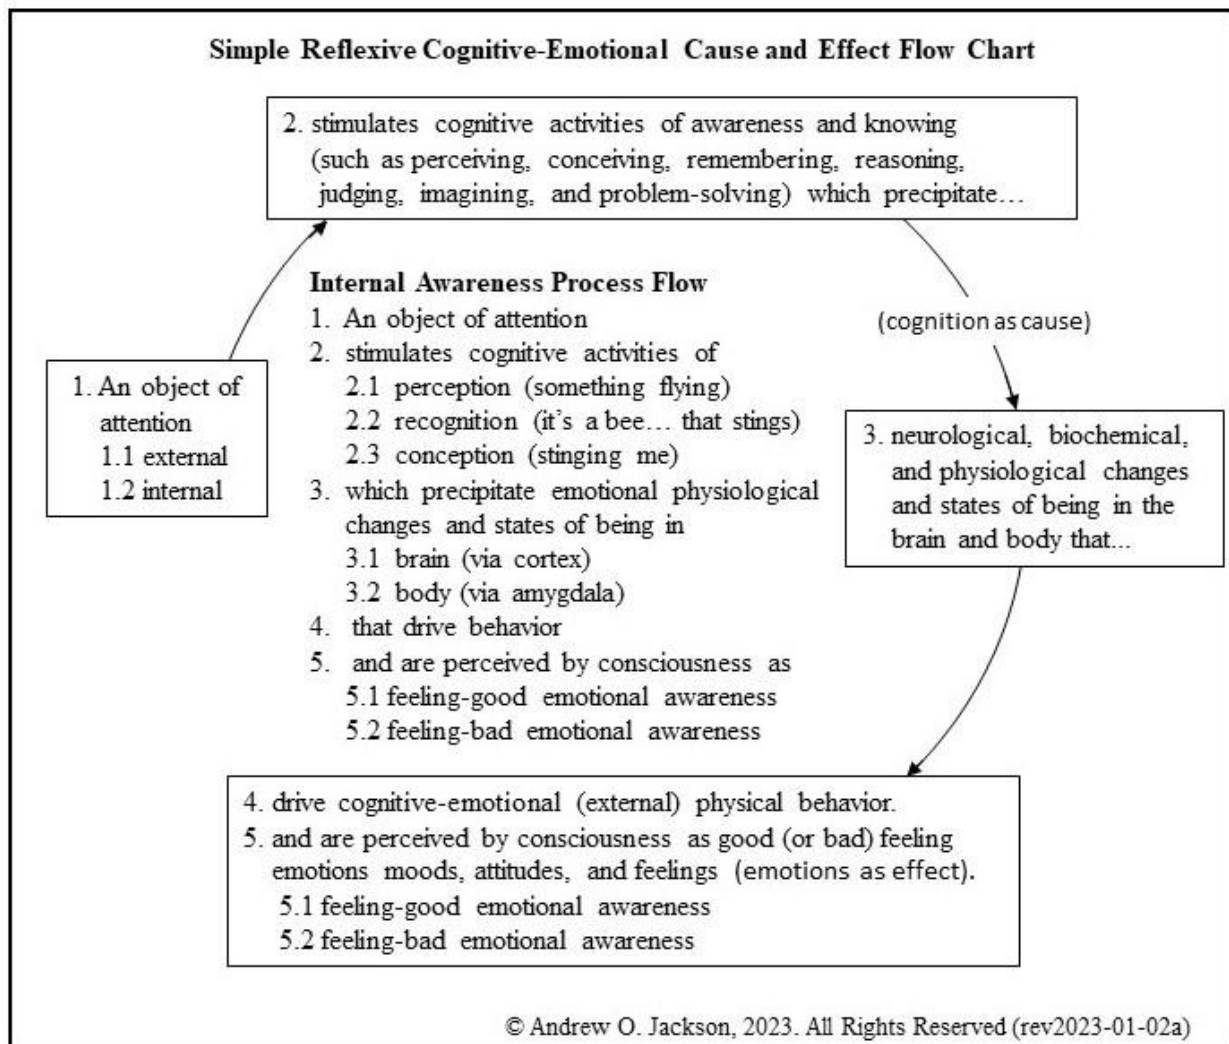 Simple Reflexive Cognitive-Emotional Cause and Effect Flow Chart
2. stimulates cognitive activities of awareness and knowing
(such as perceiving, conceiving, remembering, reasoning,
judging, imagining, and problem-solving) which precipitate…
Internal Awareness Process Flow
1. An object of attention
2. stimulates cognitive activities of
2.1 perception (something flying)
2.2 recognition (it’s a bee… that stings)
2.3 conception (stinging me)
3. which precipitate emotional physiological
changes and states of being in
3.1 brain (via cortex)
3.2 body (via amygdala)
4. that drive behavior
5. and are perceived by consciousness as
5.1 feeling-good emotional awareness
5.2 feeling-bad emotional awareness
(cognition as cause)
1. An object of
attention
1.1 external
1.2 internal
3. neurological, biochemical,
and physiological changes
and states of being in the
brain and body that...
4. drive cognitive-emotional (external) physical behavior.
5. and are perceived by consciousness as good (or bad) feeling
emotions moods, attitudes, and feelings (emotions as effect).
5.1 feeling-good emotional awareness
5.2 feeling-bad emotional awareness
© Andrew O. Jackson, 2023. All Rights Reserved (rev2023-01-02a)